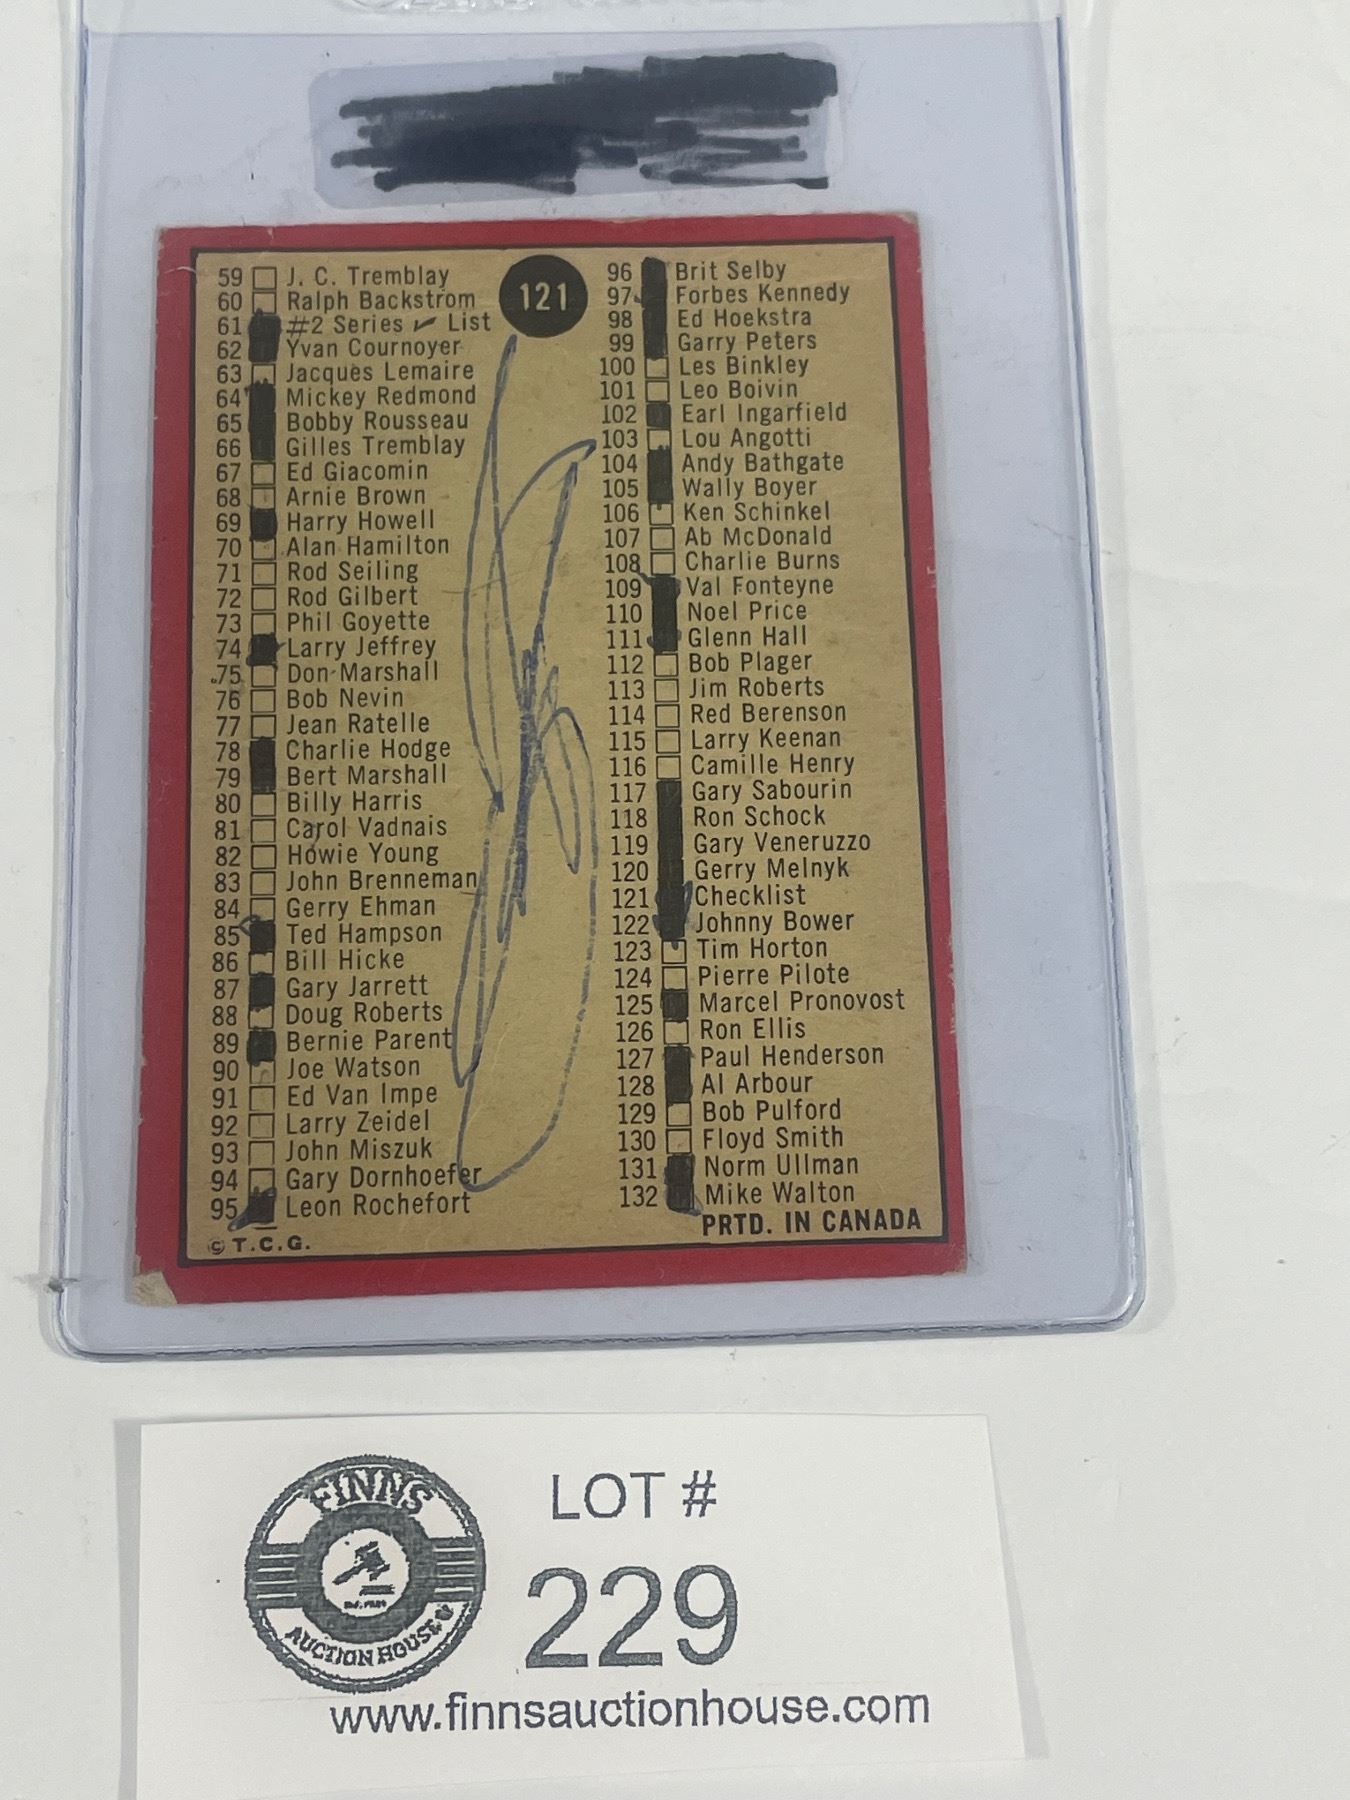 121
59 J. C. Tremblay
60 Ralph Backstrom
61 #2 Series ✓ List
62 Yvan Cournoyer
63 Jacques Lemaire
64 Mickey Redmond
65 Bobby Rousseau
66 Gilles Tremblay
67 Ed Giacomin
68 Arnie Brown
69 Harry Howell
70 Alan Hamilton
71 Rod Seiling
72 Rod Gilbert
73 Phil Goyette
74 Larry Jeffrey
75 Don Marshall
76 Bob Nevin
77 Jean Ratelle
78 Charlie Hodge
79 Bert Marshall
80 Billy Harris
81 Carol Vadnais
82 Howie Young
83 John Brenneman
84 Gerry Ehman
85 Ted Hampson
86 Bill Hicke
87 Gary Jarrett
88 Doug Roberts
89 Bernie Parent
90 Joe Watson
91 Ed Van Impe
92 Larry Zeidel
93 John Miszuk
94 Gary Dornhoefer
95 Leon Rochefort
© T.C.G.
96 Brit Selby
97 Forbes Kennedy
98 Ed Hoekstra
99 Garry Peters
100 Les Binkley
101 Leo Boivin
102 Earl Ingarfield
103 Lou Angotti
104 Andy Bathgate
105 Wally Boyer
106 Ken Schinkel
107 Ab McDonald
108 Charlie Burns
109 Val Fonteyne
110 Noel Price
111 Glenn Hall
112 Bob Plager
113 Jim Roberts
114 Red Berenson
115 Larry Keenan
116 Camille Henry
117 Gary Sabourin
118 Ron Schock
119 Gary Veneruzzo
120 Gerry Melnyk
121 Checklist
122 Johnny Bower
123 Tim Horton
124 Pierre Pilote
125 Marcel Pronovost
126 Ron Ellis
127 Paul Henderson
128 Al Arbour
129 Bob Pulford
130 Floyd Smith
131 Norm Ullman
132 Mike Walton
PRTD. IN CANADA
FINNS
AUCTION HOUSE
LOT #
229
www.finnsauctionhouse.com